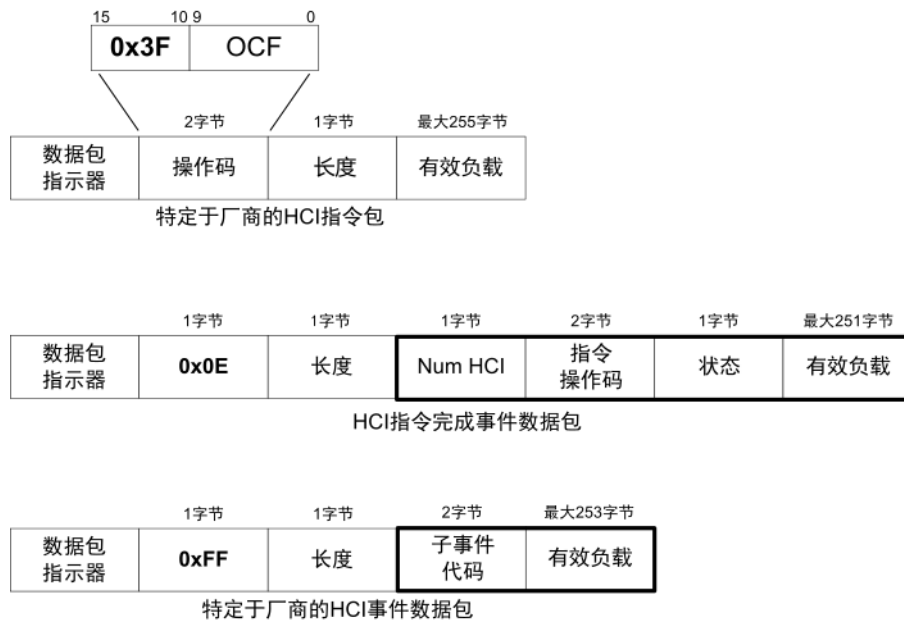 15 10 9 0
0x3F OCF
2字节 1字节 最大255字节
数据包
指示器
操作码 长度 有效负载
特定于厂商的HCI指令包
1字节 1字节 1字节 2字节 1字节 最大251字节
数据包
指示器
0x0E 长度 Num HCI
指令
操作码
状态 有效负载
HCI指令完成事件数据包
1字节 1字节 2字节 最大253字节
数据包
指示器
0xFF 长度
子事件
代码
有效负载
特定于厂商的HCI事件数据包